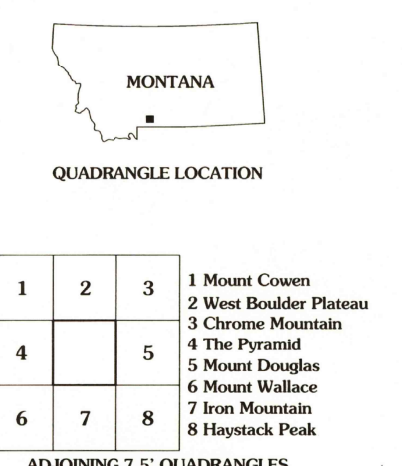 MONTANA
QUADRANGLE LOCATION
1 2 3
4 5
6 7 8
1 Mount Cowen
2 West Boulder Plateau
3 Chrome Mountain
4 The Pyramid
5 Mount Douglas
6 Mount Wallace
7 Iron Mountain
8 Haystack Peak
ADJOINING 7.5' QUADRANGLES